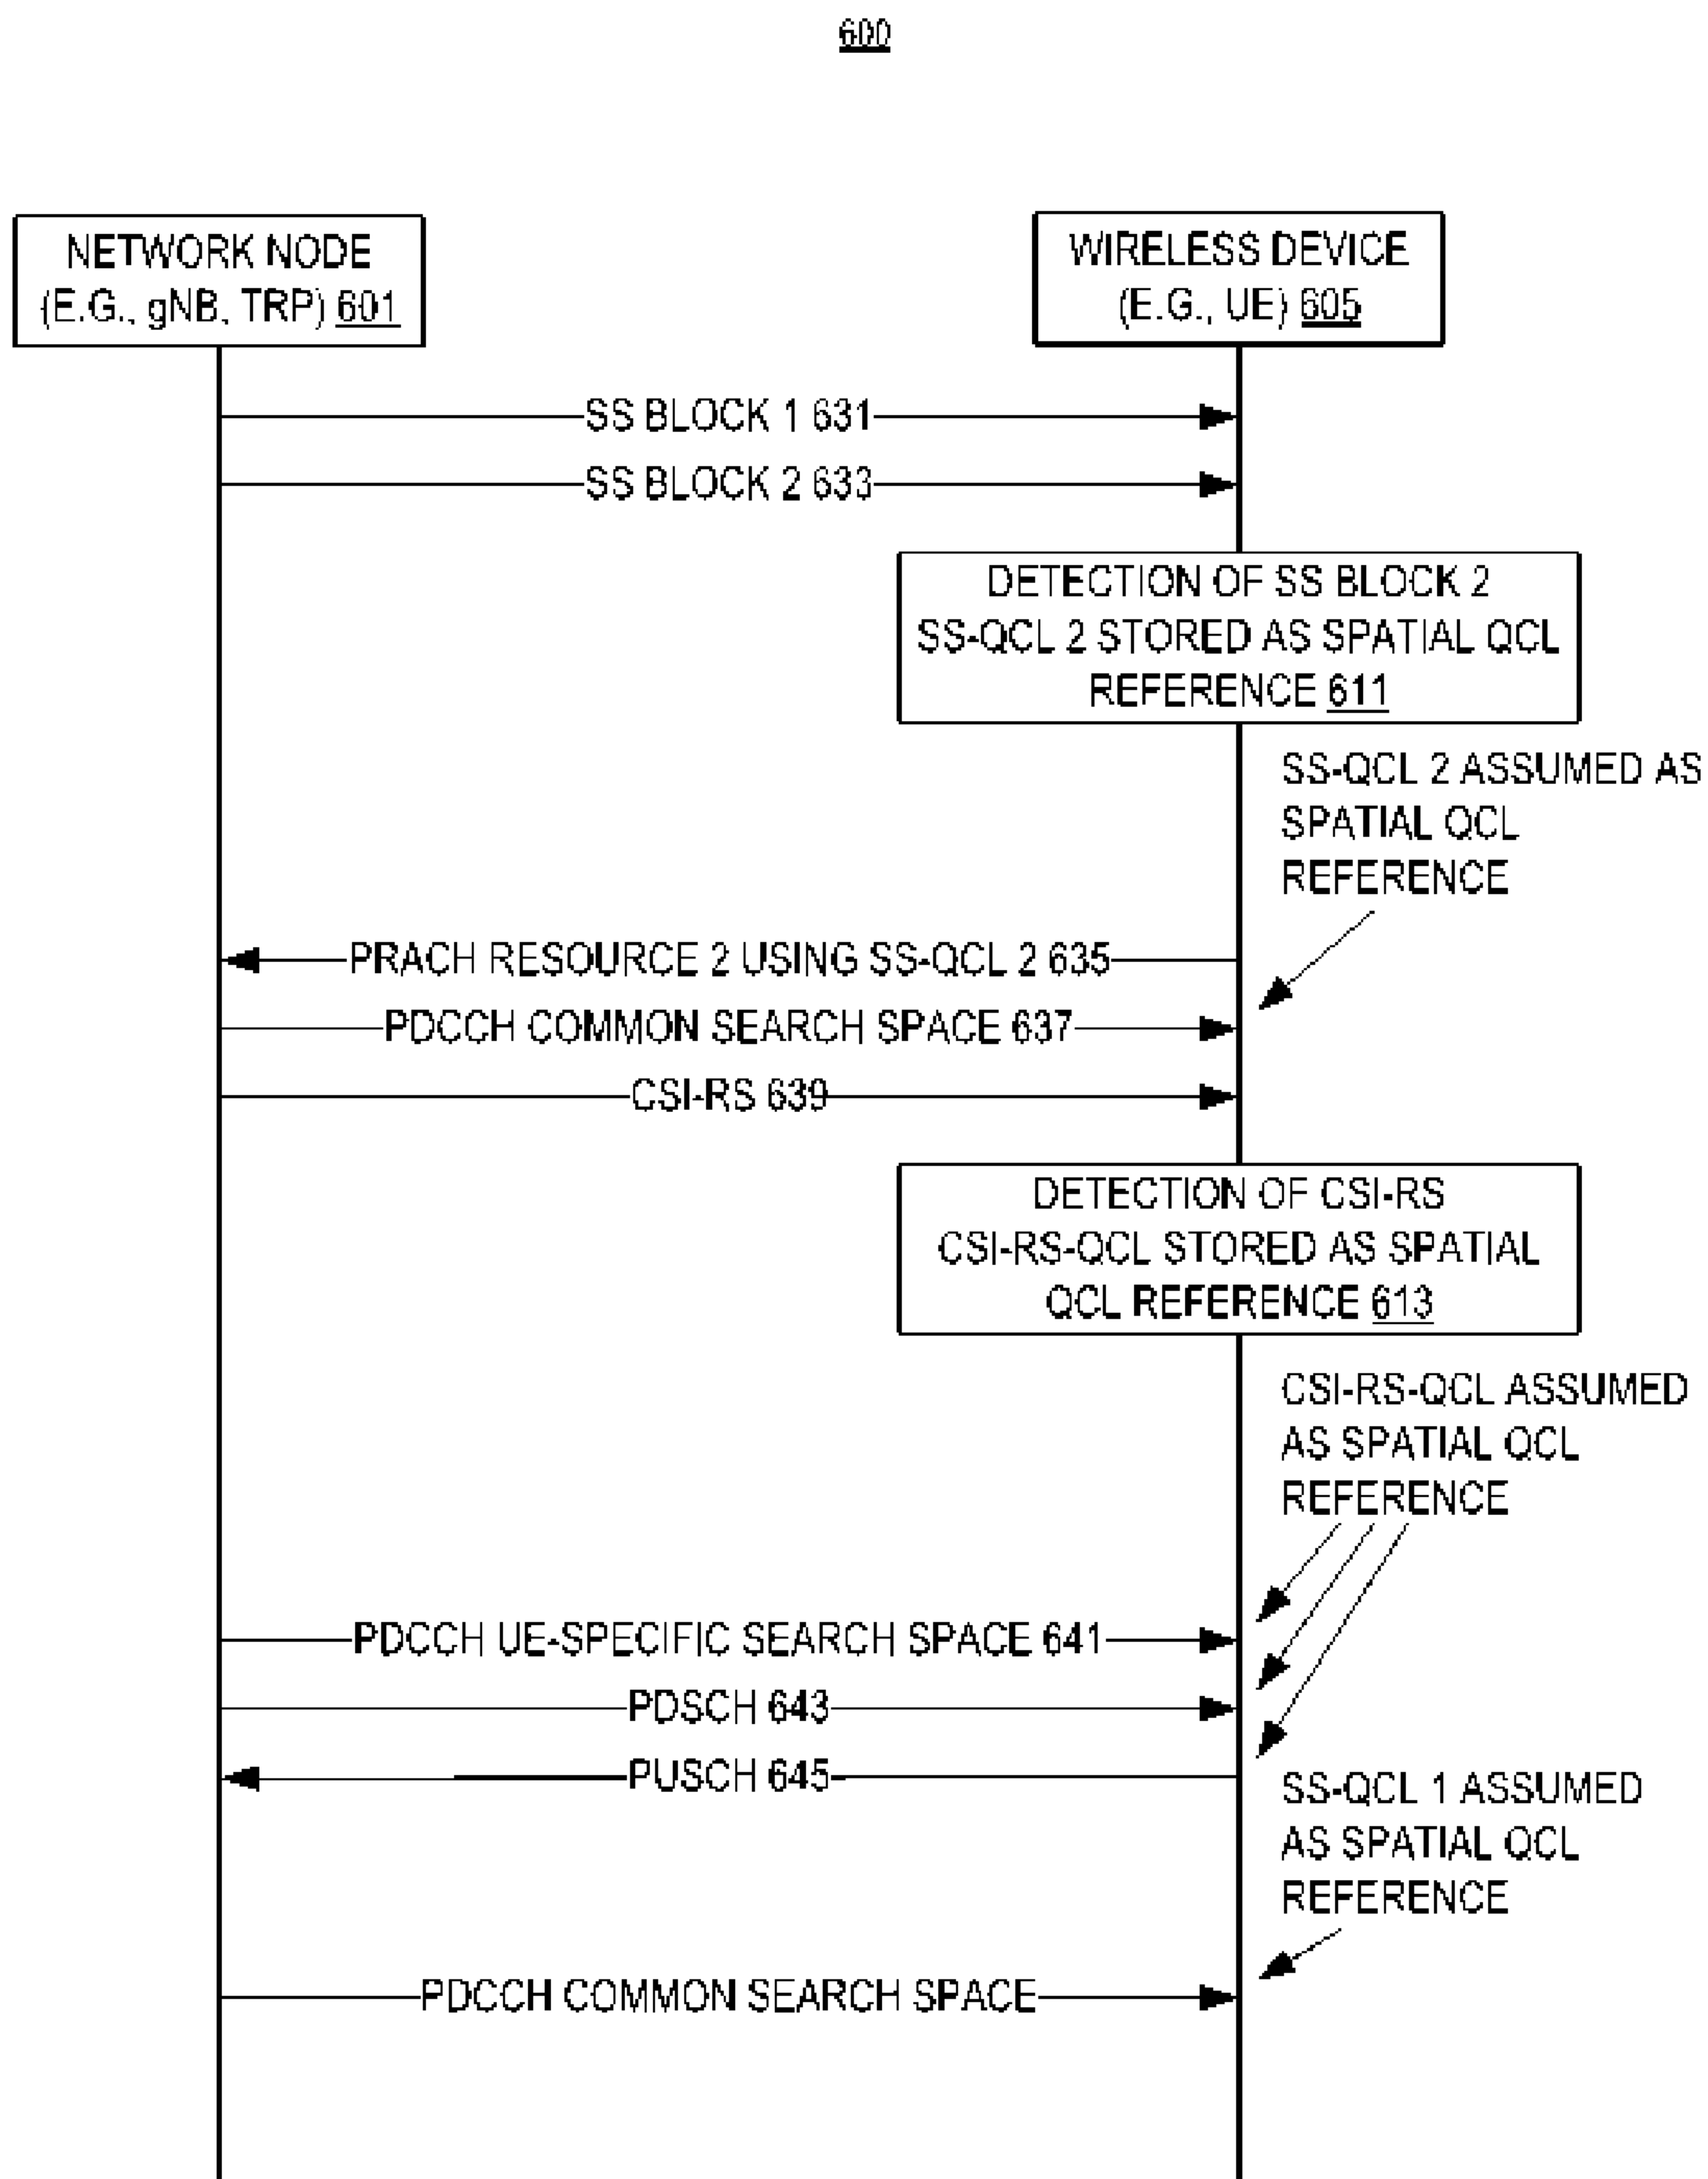 600
NETWORK NODE
(E.G., gNB, TRP) 601
WIRELESS DEVICE
(E.G., UE) 605
SS BLOCK 1 631
SS BLOCK 2 633
DETECTION OF SS BLOCK 2
SS-QCL 2 STORED AS SPATIAL QCL
REFERENCE 611
SS-QCL 2 ASSUMED AS
SPATIAL QCL
REFERENCE
PRACH RESOURCE 2 USING SS-QCL 2 635
PDCCH COMMON SEARCH SPACE 637
CSI-RS 639
DETECTION OF CSI-RS
CSI-RS-QCL STORED AS SPATIAL
QCL REFERENCE 613
CSI-RS-QCL ASSUMED
AS SPATIAL QCL
REFERENCE
PDCCH UE-SPECIFIC SEARCH SPACE 641
PDSCH 643
PUSCH 645
SS-QCL 1 ASSUMED
AS SPATIAL QCL
REFERENCE
PDCCH COMMON SEARCH SPACE